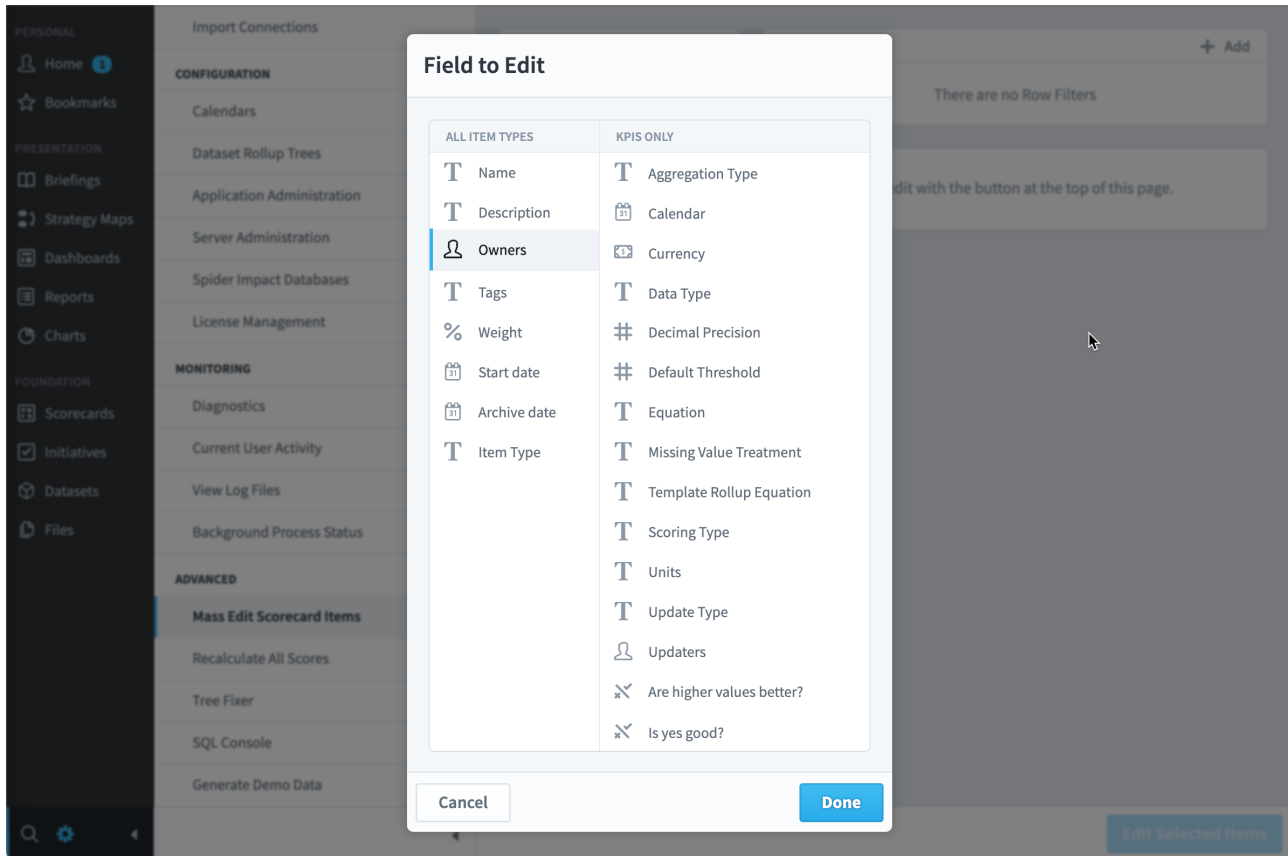 PERSONAL
Home 1
Bookmarks
PRESENTATION
Briefings
Strategy Maps
Dashboards
Reports
Charts
FOUNDATION
Scorecards
Initiatives
Datasets
Files
Import Connections
CONFIGURATION
Calendars
Dataset Rollup Trees
Application Administration
Server Administration
Spider Impact Databases
License Management
MONITORING
Diagnostics
Current User Activity
View Log Files
Background Process Status
ADVANCED
Mass Edit Scorecard Items
Recalculate All Scores
Tree Fixer
SQL Console
Generate Demo Data
Field to Edit
ALL ITEM TYPES
Name
Description
Owners
Tags
Weight
31 Start date
31 Archive date
Item Type
KPIS ONLY
Aggregation Type
31 Calendar
Currency
Data Type
Decimal Precision
Default Threshold
Equation
Missing Value Treatment
Template Rollup Equation
Scoring Type
Units
Update Type
Updaters
Are higher values better?
Is yes good?
Cancel
Done
+ Add
There are no Row Filters
edit with the button at the top of this page.
Edit Selected Items